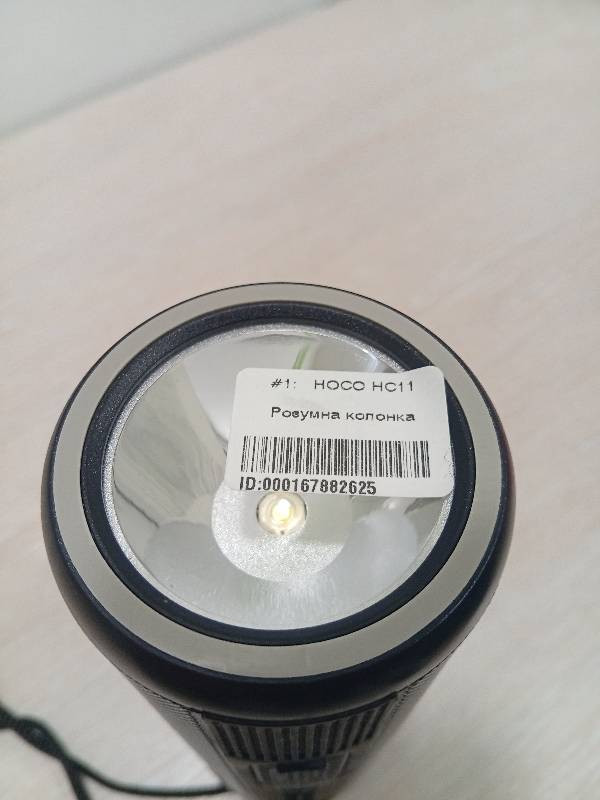 #1: HOCO HC11
Розумна колонка
ID:000167882625